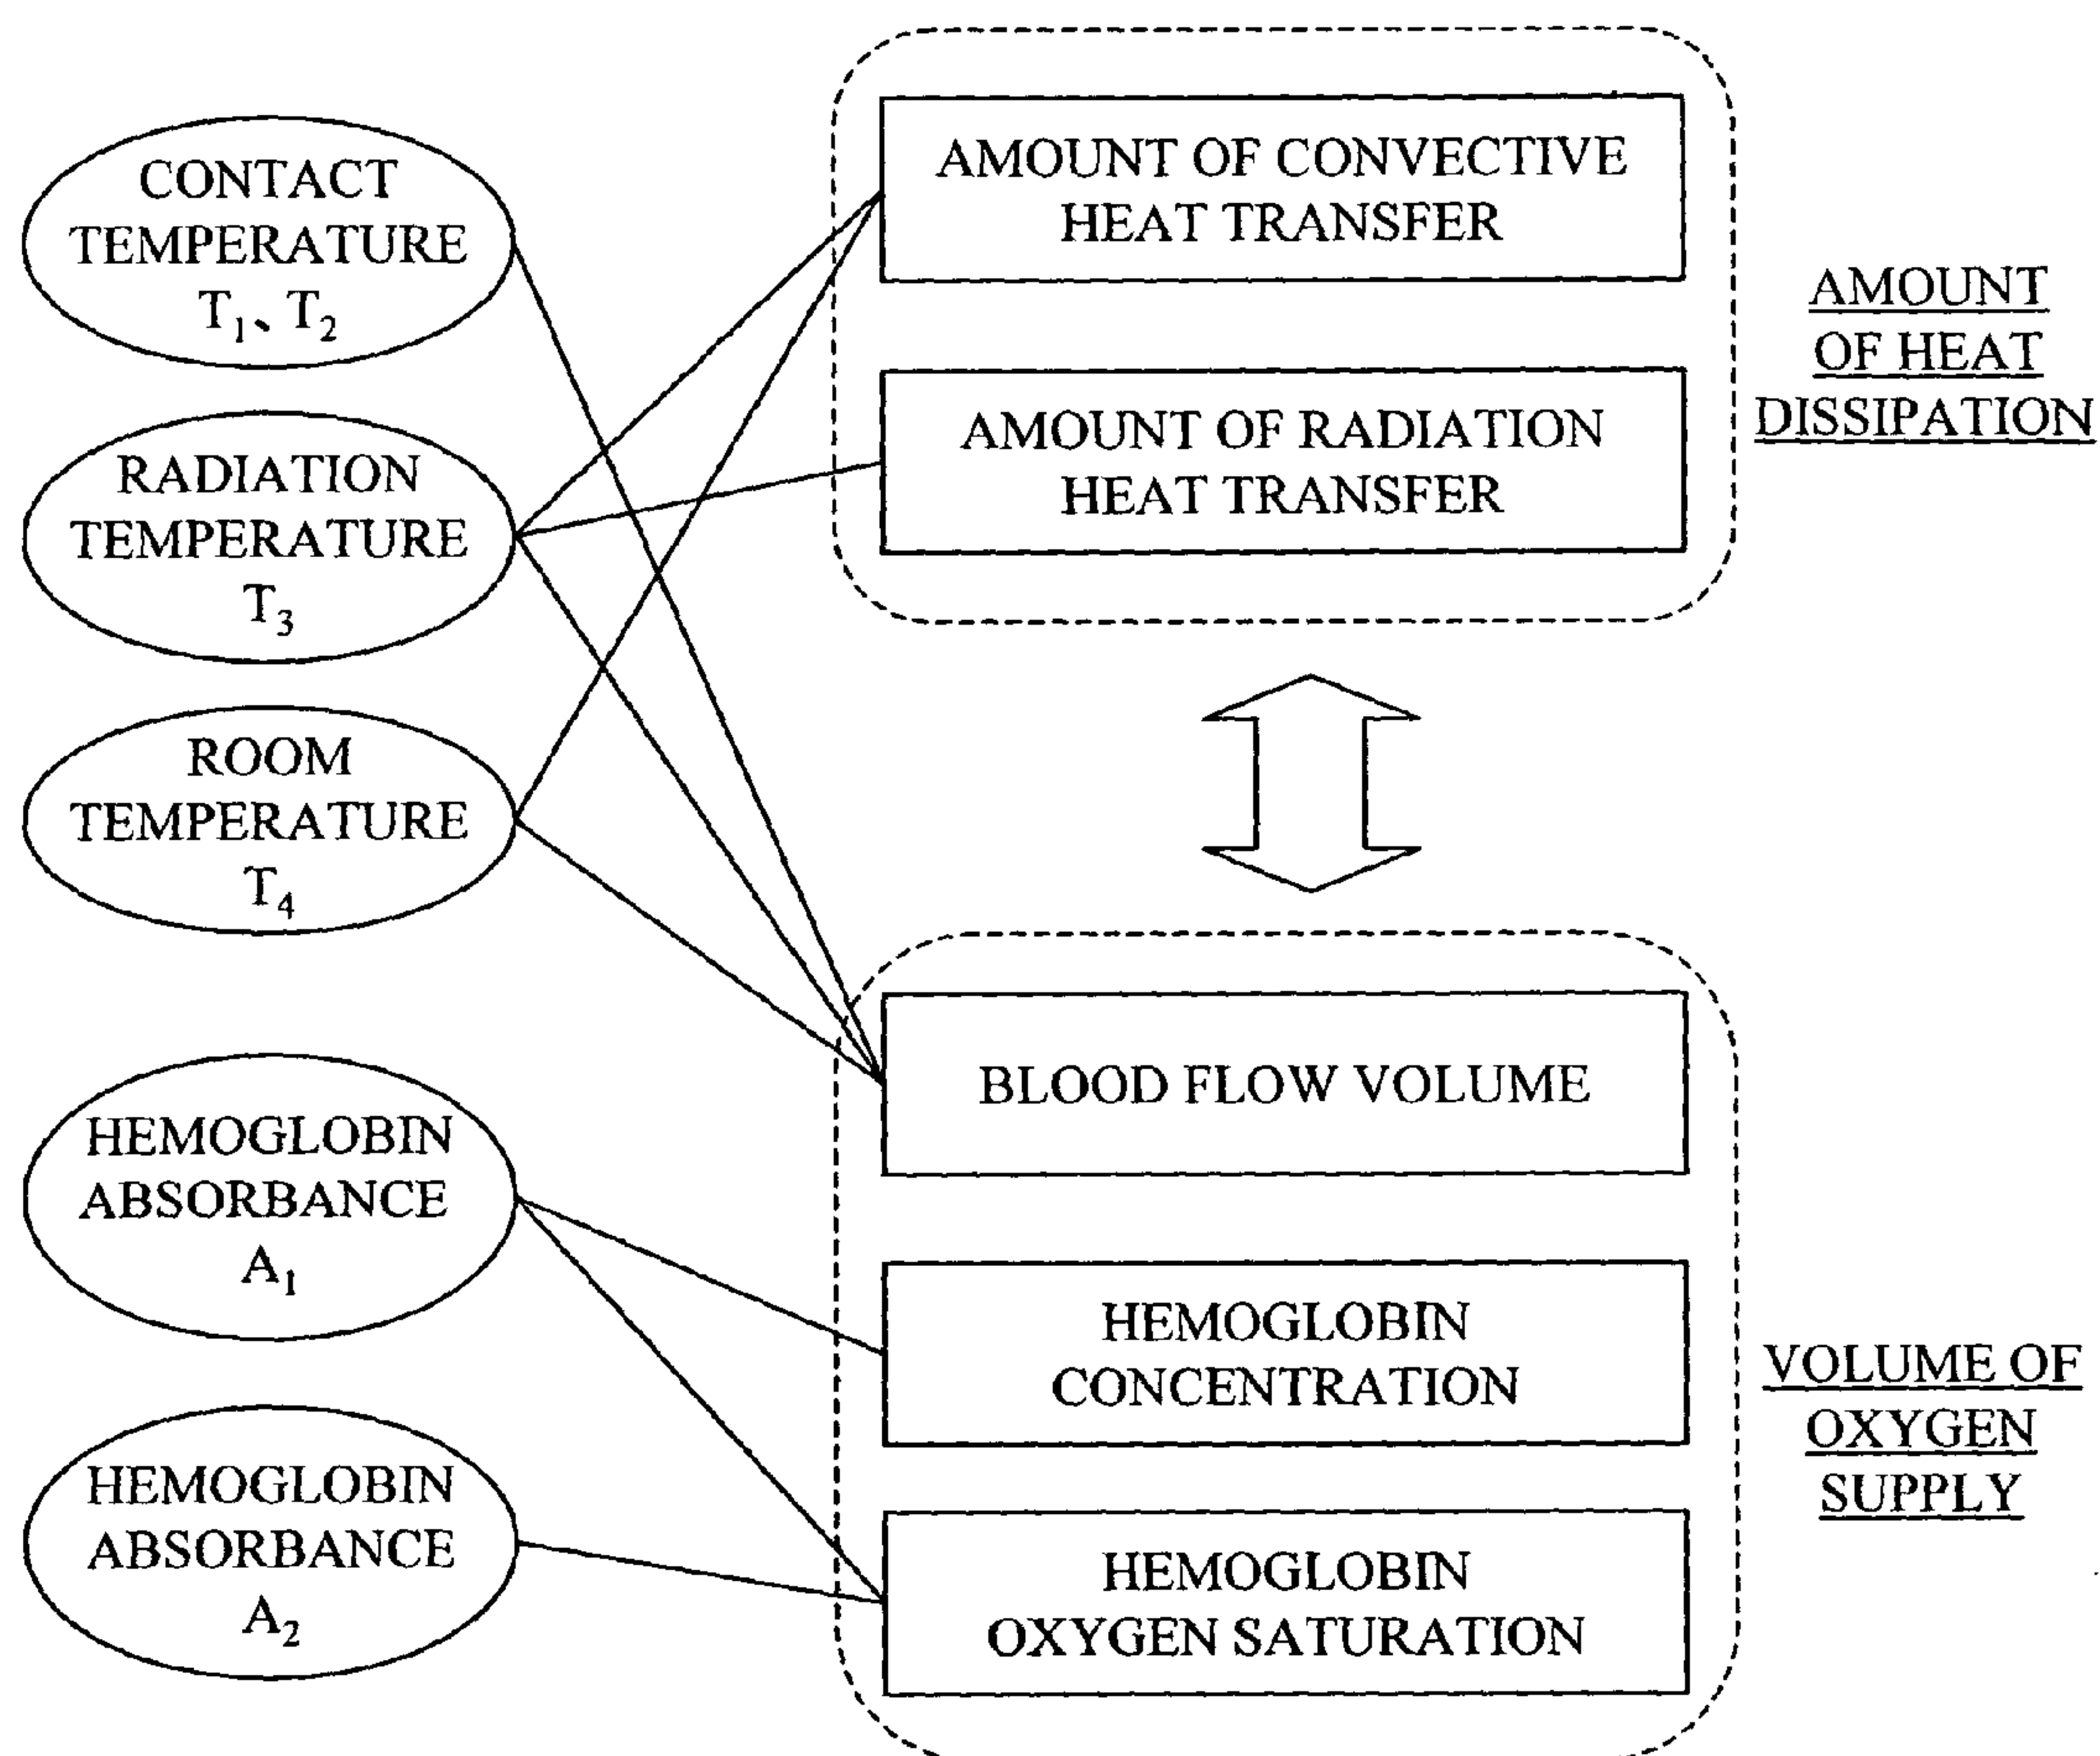 CONTACT
TEMPERATURE
T₁、T₂
RADIATION
TEMPERATURE
T₃
ROOM
TEMPERATURE
T₄
HEMOGLOBIN
ABSORBANCE
A₁
HEMOGLOBIN
ABSORBANCE
A₂
AMOUNT OF CONVECTIVE
HEAT TRANSFER
AMOUNT OF RADIATION
HEAT TRANSFER
AMOUNT
OF HEAT
DISSIPATION
BLOOD FLOW VOLUME
HEMOGLOBIN
CONCENTRATION
HEMOGLOBIN
OXYGEN SATURATION
VOLUME OF
OXYGEN
SUPPLY